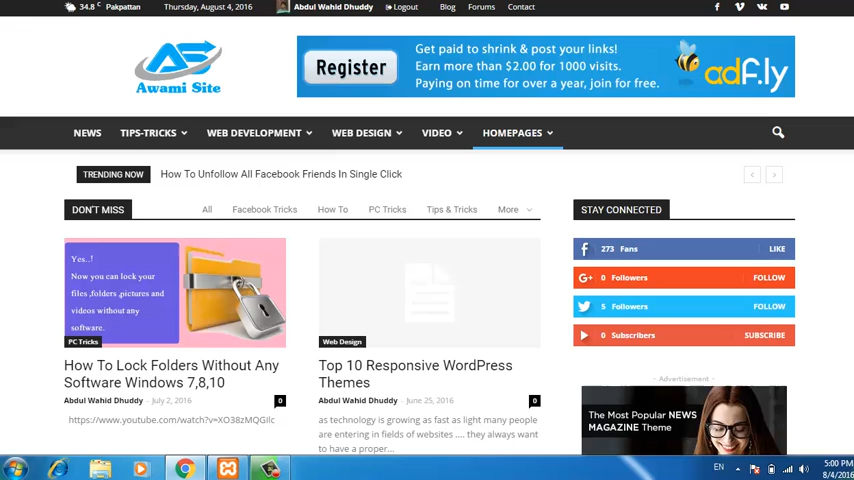 34.8 C Pakpattan Thursday, August 4, 2016 Abdul Wahid Dhuddy Logout Blog Forums Contact
Awami Site
Register
Get paid to shrink & post your links!
Earn more than $2.00 for 1000 visits.
Paying on time for over a year, join for free.
adf.ly
NEWS TIPS-TRICKS WEB DEVELOPMENT WEB DESIGN VIDEO HOMEPAGES
TRENDING NOW How To Unfollow All Facebook Friends In Single Click
DON'T MISS All Facebook Tricks How To PC Tricks Tips & Tricks More
Yes..!
Now you can lock your
files ,folders ,pictures and
videos without any
software.
PC Tricks
How To Lock Folders Without Any
Software Windows 7,8,10
Abdul Wahid Dhuddy - July 2, 2016 0
https://www.youtube.com/watch?v=XO38zMQGIlc
Web Design
Top 10 Responsive WordPress
Themes
Abdul Wahid Dhuddy - June 25, 2016 0
as technology is growing as fast as light many people
are entering in fields of websites .... they always want
to have a proper...
STAY CONNECTED
273 Fans LIKE
0 Followers FOLLOW
5 Followers FOLLOW
0 Subscribers SUBSCRIBE
- Advertisement -
The Most Popular NEWS
MAGAZINE Theme
EN 5:00 PM
8/4/2016